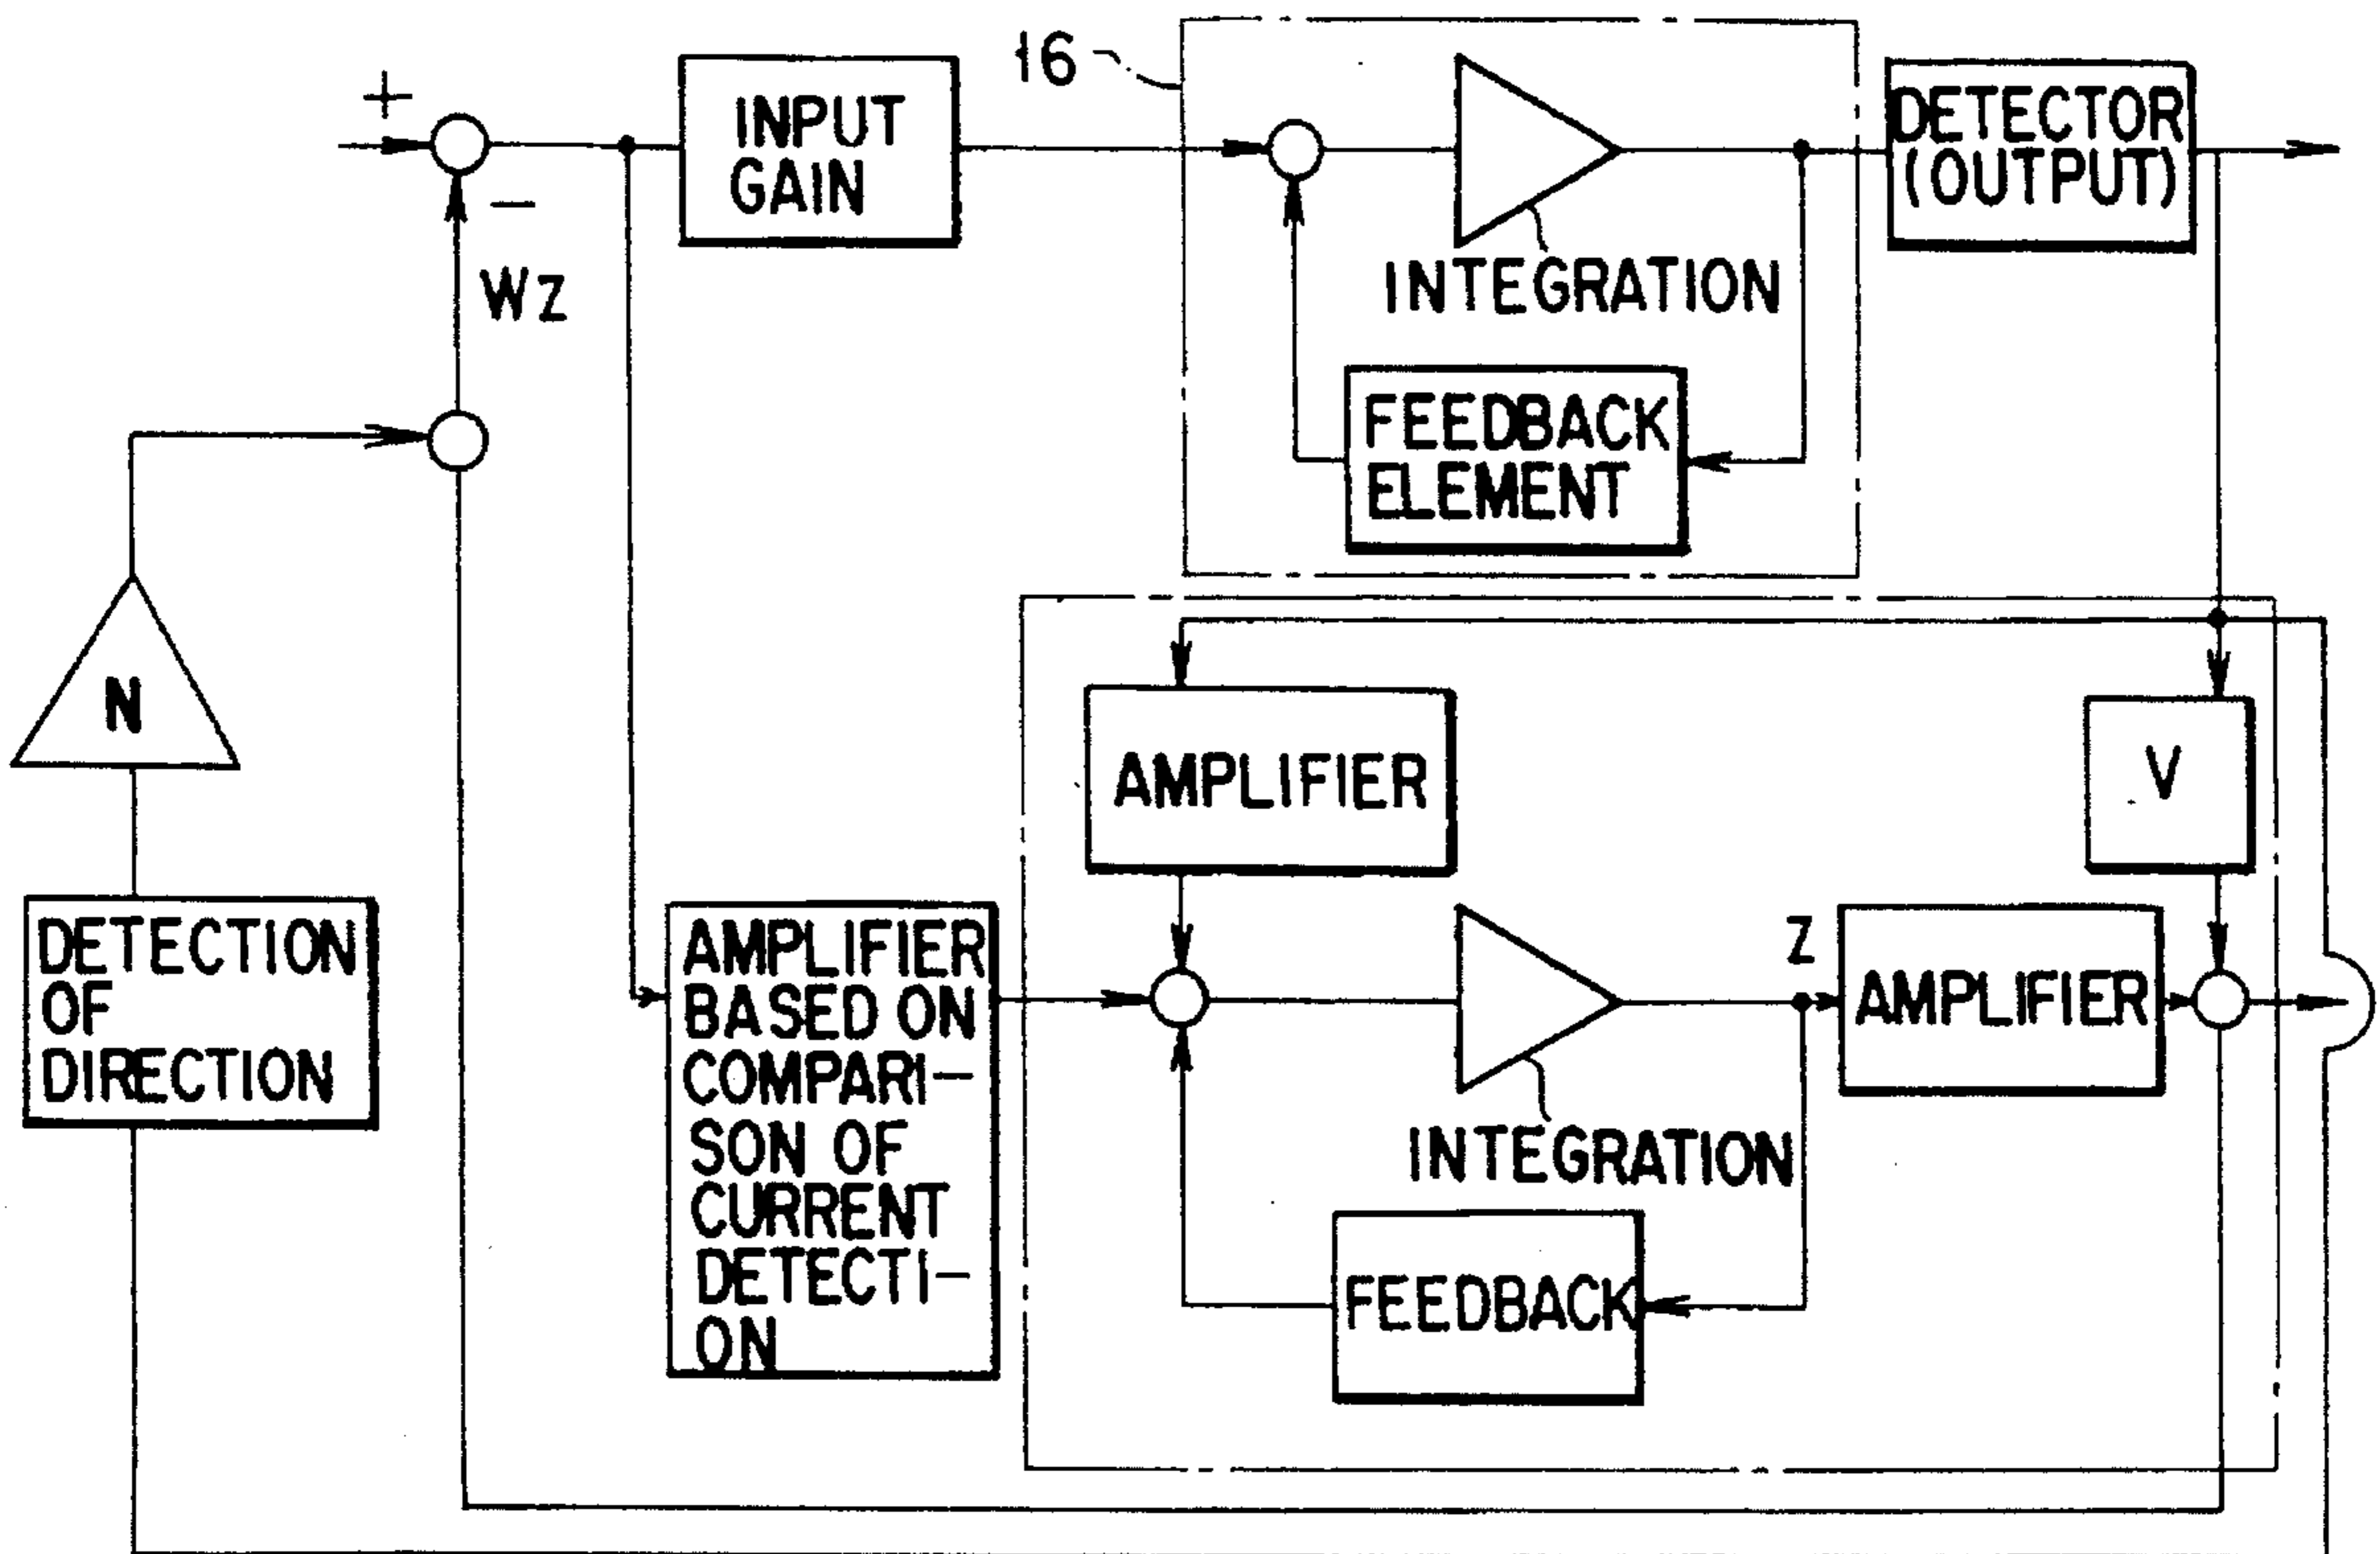 +
INPUT
GAIN
16
DETECTOR
(OUTPUT)
−
WZ
INTEGRATION
FEEDBACK
ELEMENT
N
AMPLIFIER
V
DETECTION
OF
DIRECTION
AMPLIFIER
BASED ON
COMPARI-
SON OF
CURRENT
DETECTI-
ON
Z
AMPLIFIER
INTEGRATION
FEEDBACK